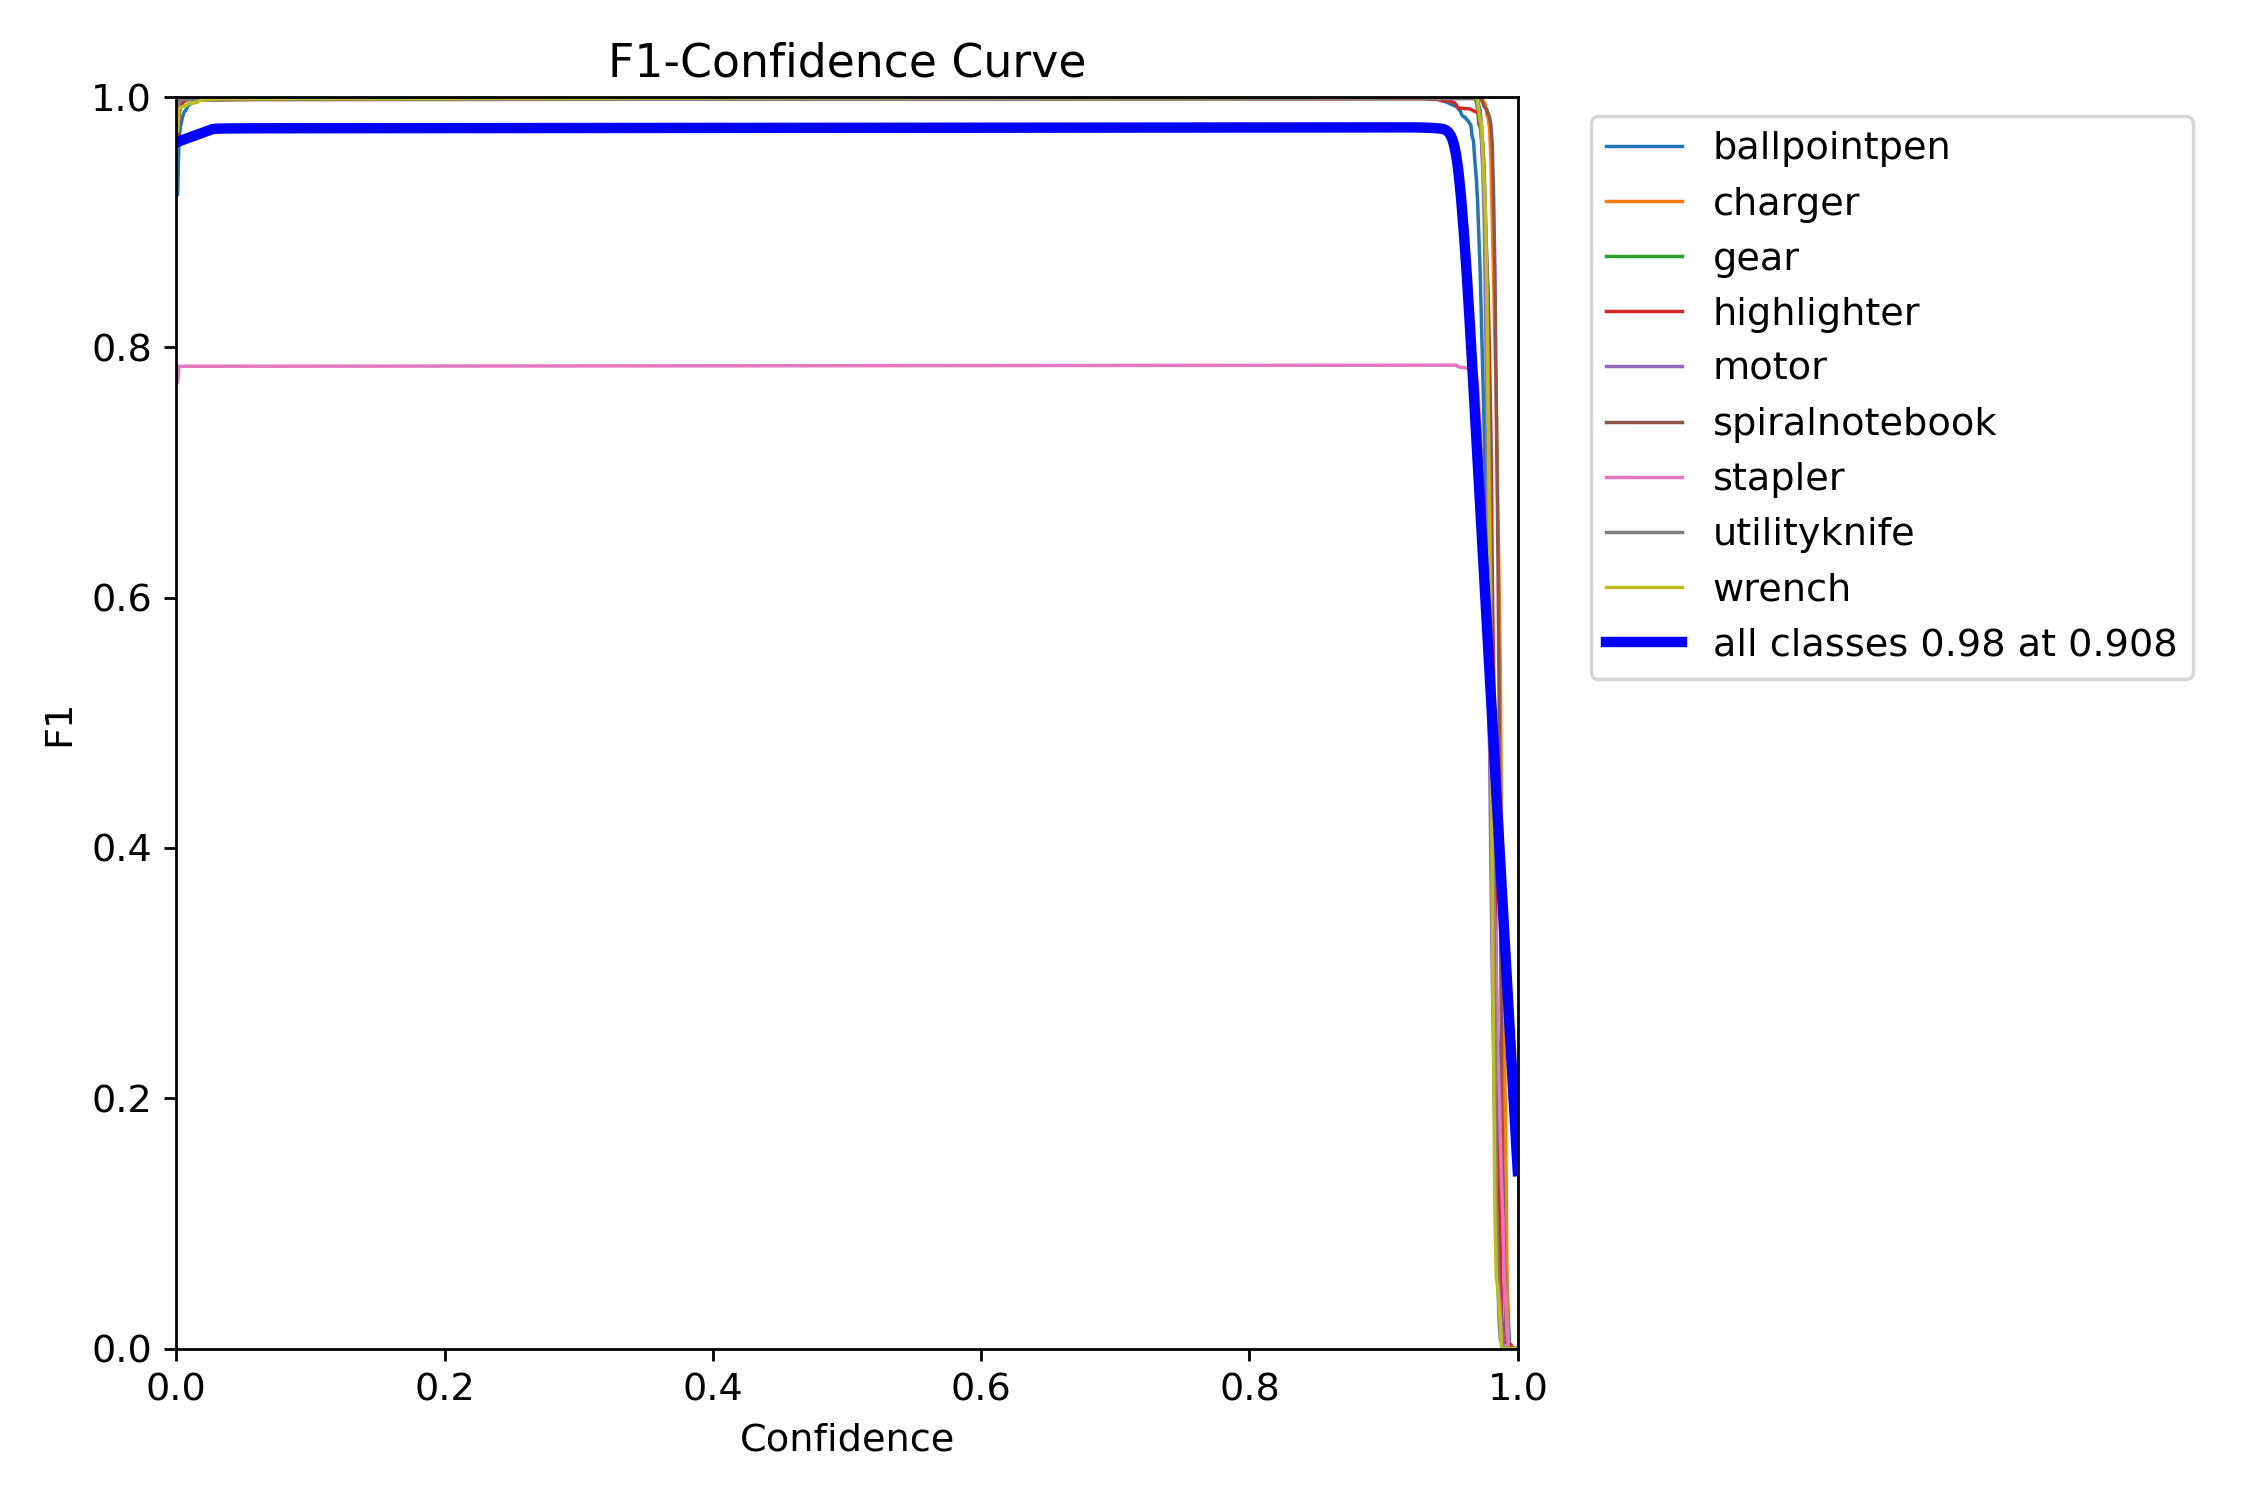 F1-Confidence Curve
1.0
0.8
0.6
0.4
0.2
0.0
F1
0.0 0.2 0.4 0.6 0.8 1.0
Confidence
ballpointpen
charger
gear
highlighter
motor
spiralnotebook
stapler
utilityknife
wrench
all classes 0.98 at 0.908